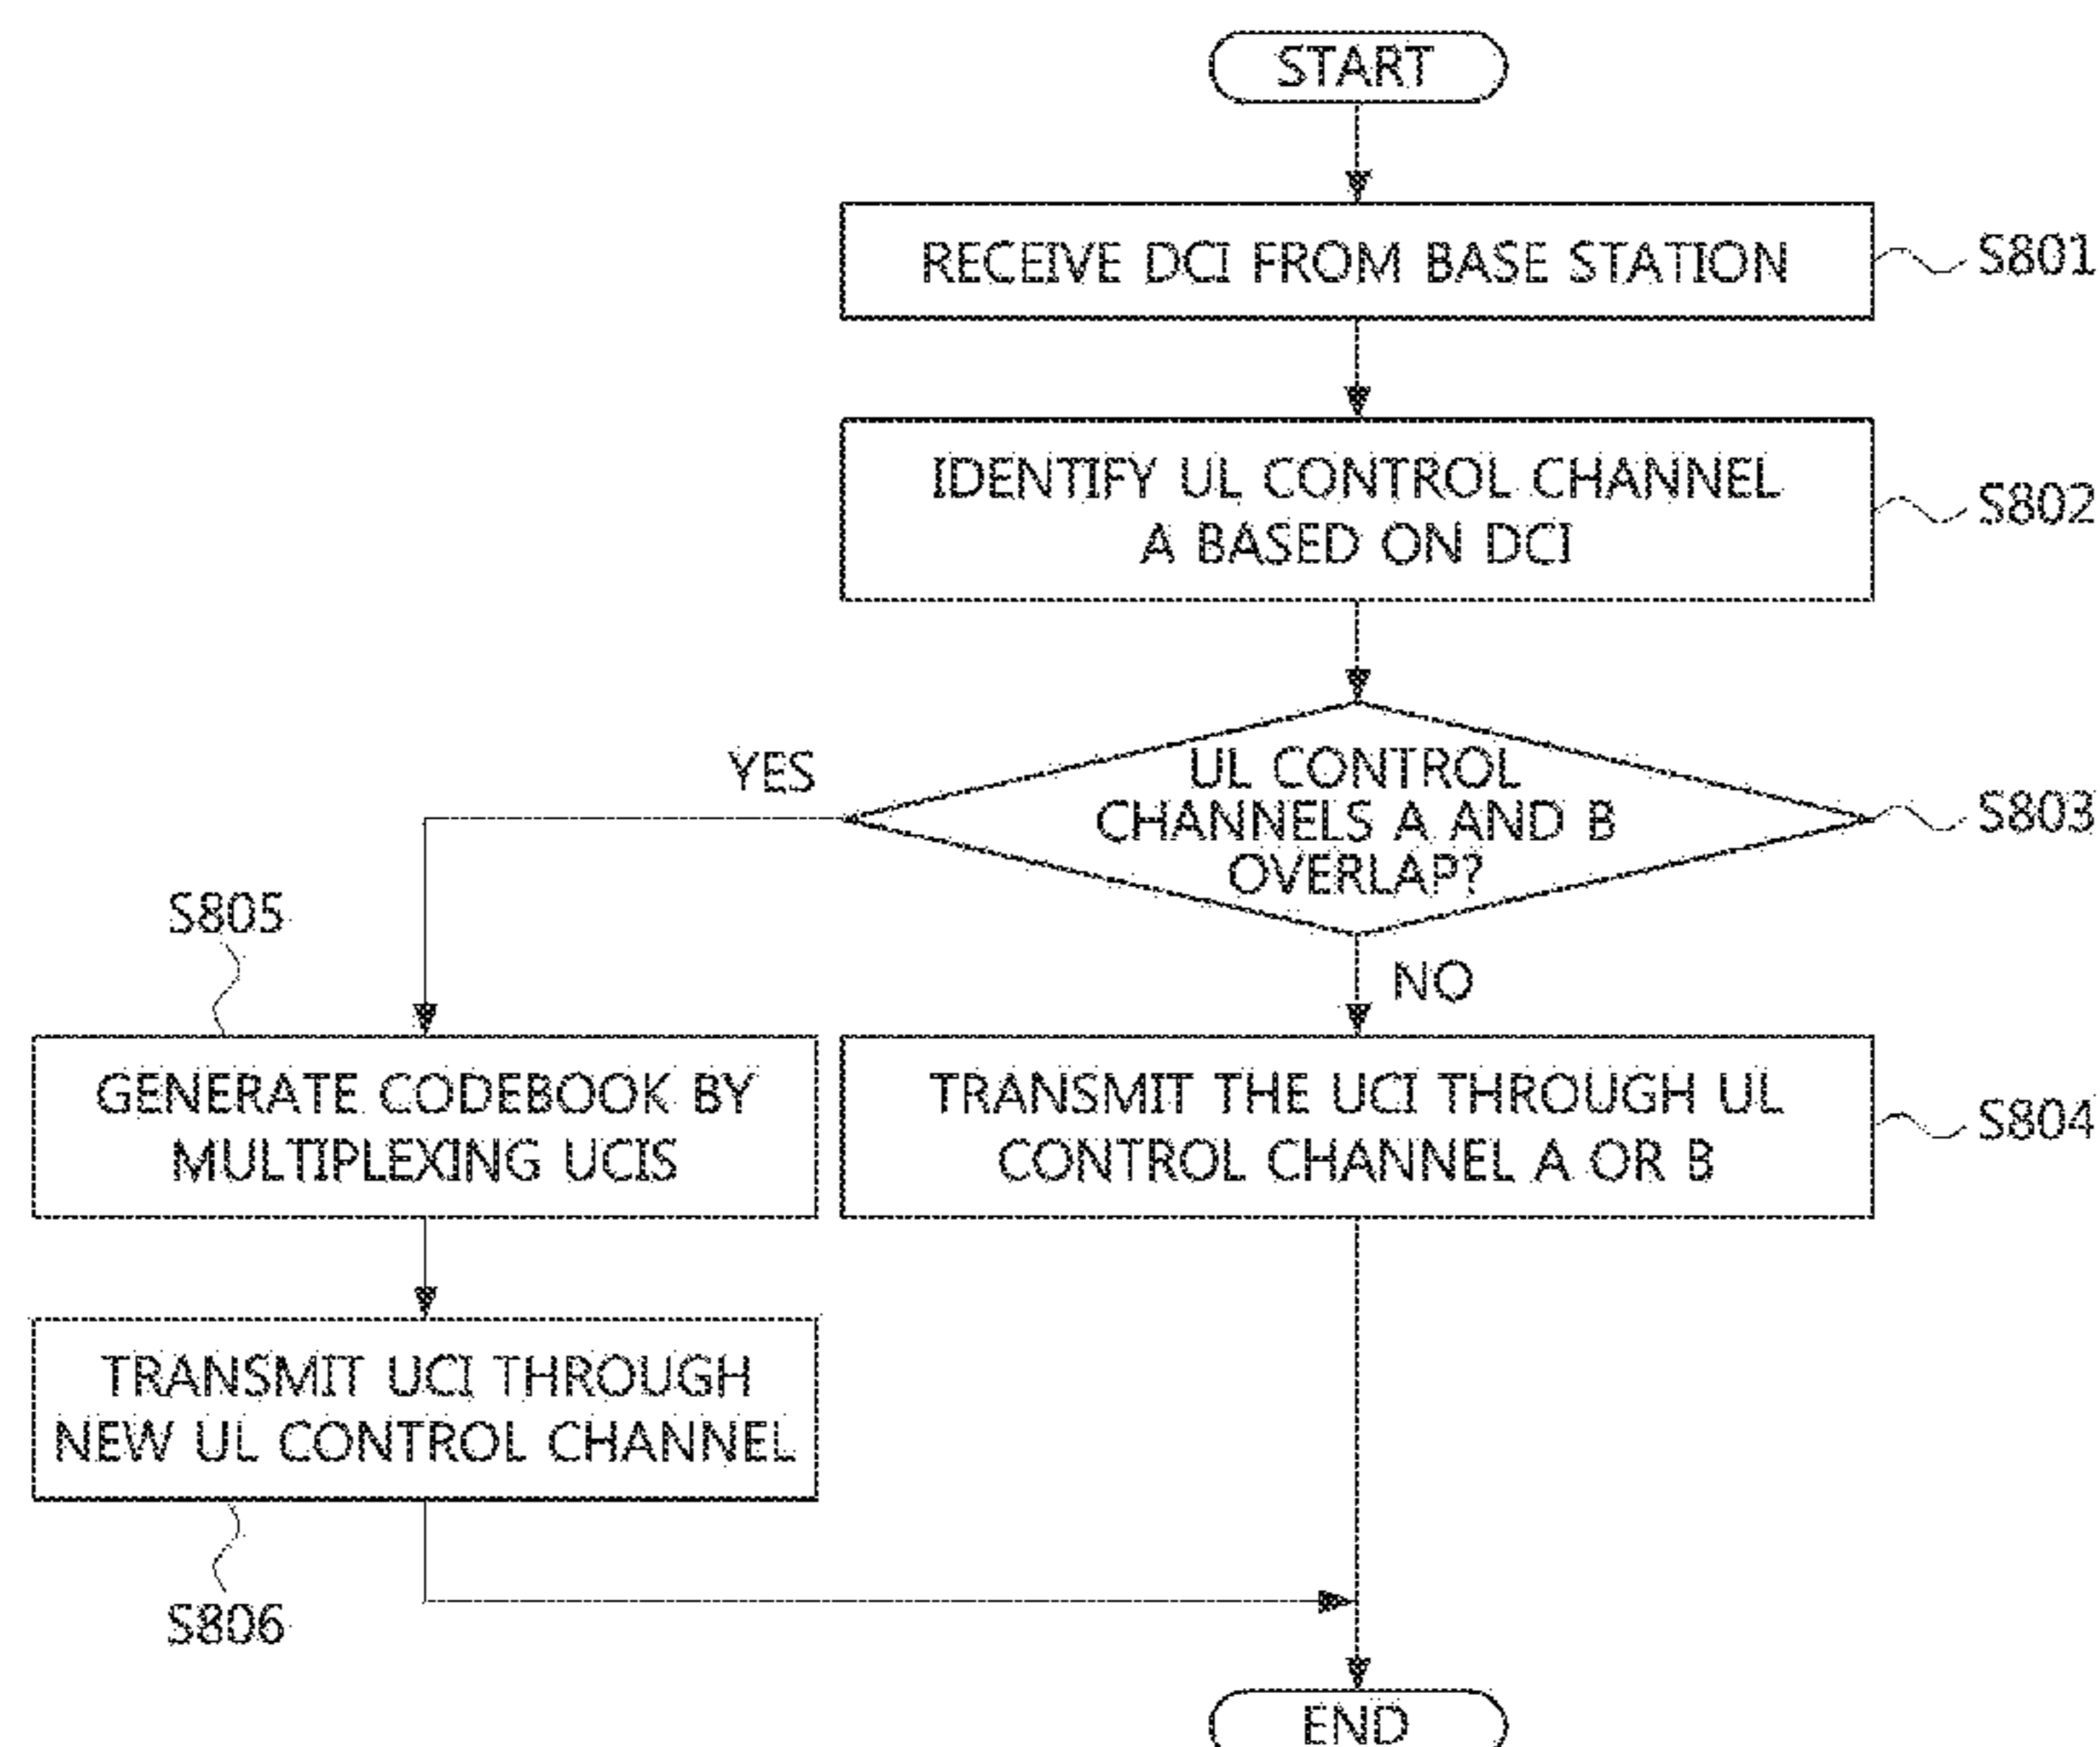 START
RECEIVE DCI FROM BASE STATION
S801
IDENTIFY UL CONTROL CHANNEL
A BASED ON DCI
S802
UL CONTROL
CHANNELS A AND B
OVERLAP?
S803
YES
NO
S805
GENERATE CODEBOOK BY
MULTIPLEXING UCIS
TRANSMIT THE UCI THROUGH UL
CONTROL CHANNEL A OR B
S804
TRANSMIT UCI THROUGH
NEW UL CONTROL CHANNEL
S806
END